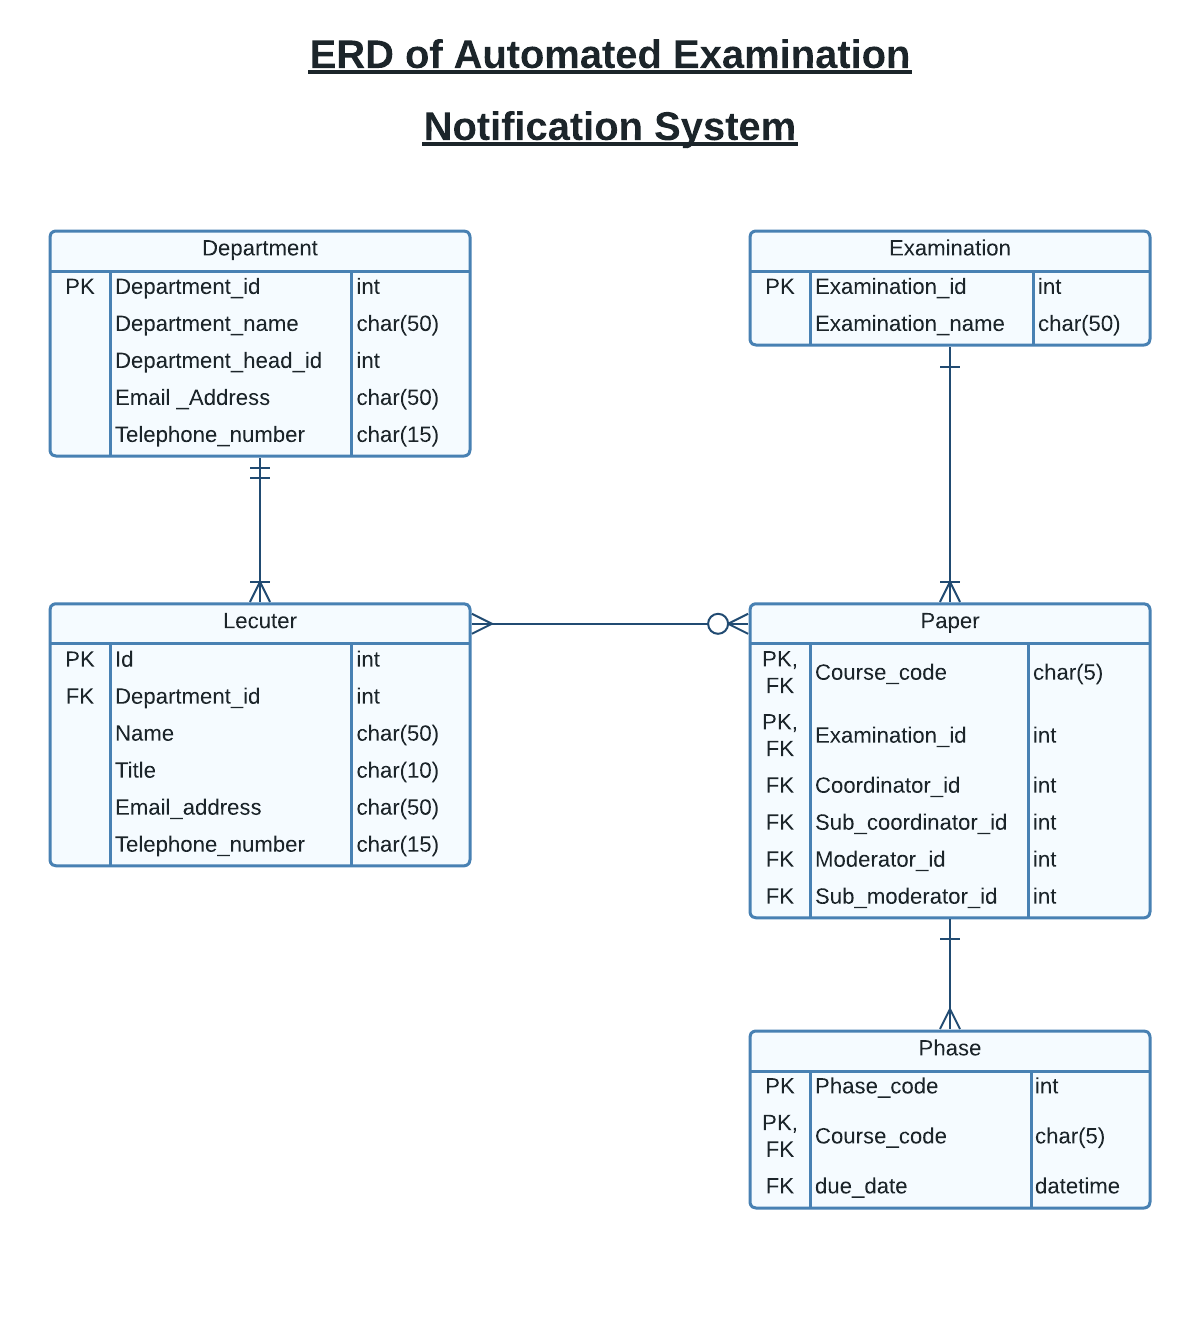 ERD of Automated Examination
Notification System
Department
PK Department_id int
Department_name char(50)
Department_head_id int
Email _Address char(50)
Telephone_number char(15)
Examination
PK Examination_id int
Examination_name char(50)
Lecuter
PK Id int
FK Department_id int
Name char(50)
Title char(10)
Email_address char(50)
Telephone_number char(15)
Paper
PK, FK Course_code char(5)
PK, FK Examination_id int
FK Coordinator_id int
FK Sub_coordinator_id int
FK Moderator_id int
FK Sub_moderator_id int
Phase
PK Phase_code int
PK, FK Course_code char(5)
FK due_date datetime